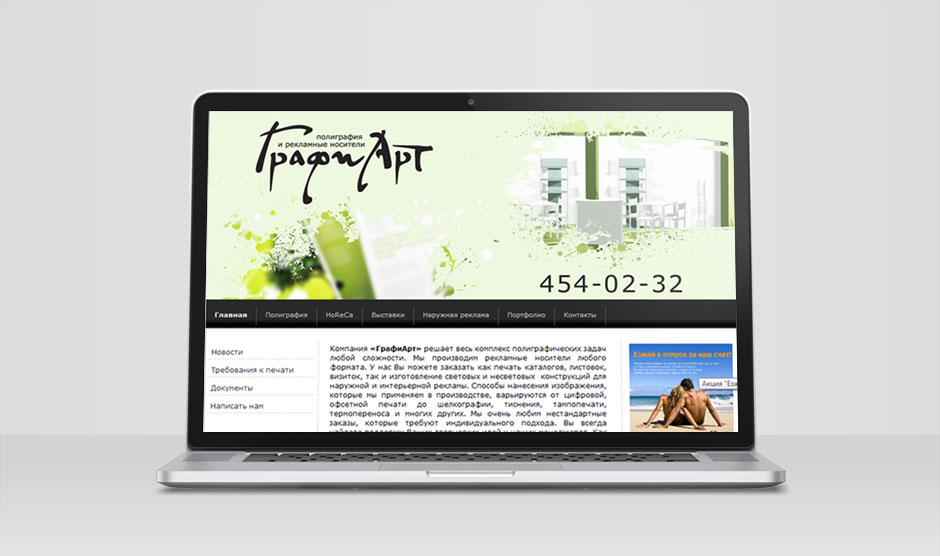 полиграфия
и рекламные носители
ГрафиАрт
454-02-32
Главная Полиграфия HoReCa Выставки Наружная реклама Портфолио Контакты
Новости
Требования к печати
Документы
Написать нам
Компания «ГрафиАрт» решает весь комплекс полиграфических задач
любой сложности. Мы производим рекламные носители любого
формата. У нас Вы можете заказать как печать каталогов, листовок,
визиток, так и изготовление световых и несветовых конструкций для
наружной и интерьерной рекламы. Способы нанесения изображения,
которые мы применяем в производстве, варьируются от цифровой,
офсетной печати до шелкографии, тиснения, тампопечати,
термопереноса и многих других. Мы очень любим нестандартные
заказы, которые требуют индивидуального подхода. Вы всегда
Езжай в отпуск за наш счет!
Акция "Езж